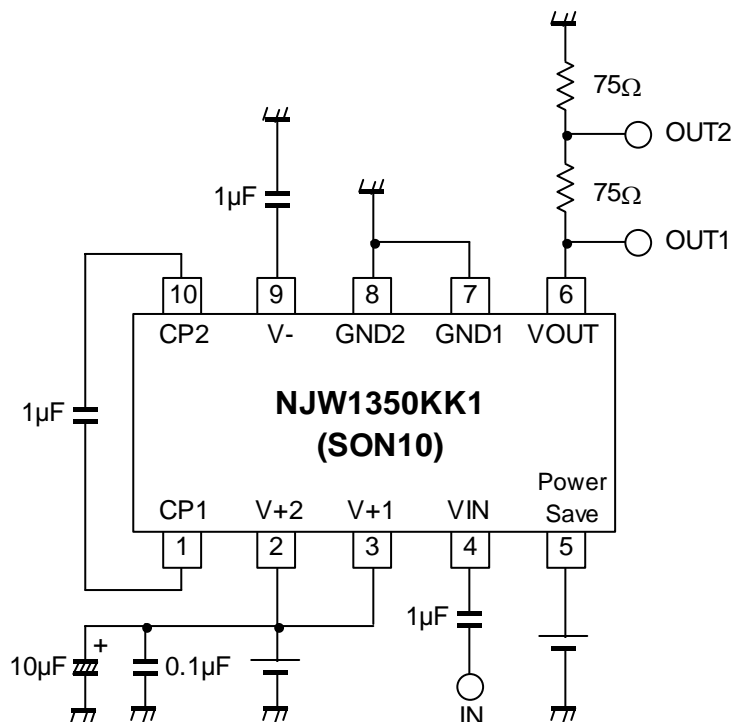 75Ω
OUT2
1µF
75Ω
OUT1
10
9
8
7
6
CP2
V-
GND2
GND1
VOUT
1µF
NJW1350KK1
(SON10)
CP1
V+2
V+1
VIN
Power
Save
1
2
3
4
5
1µF
+
10µF
0.1µF
IN